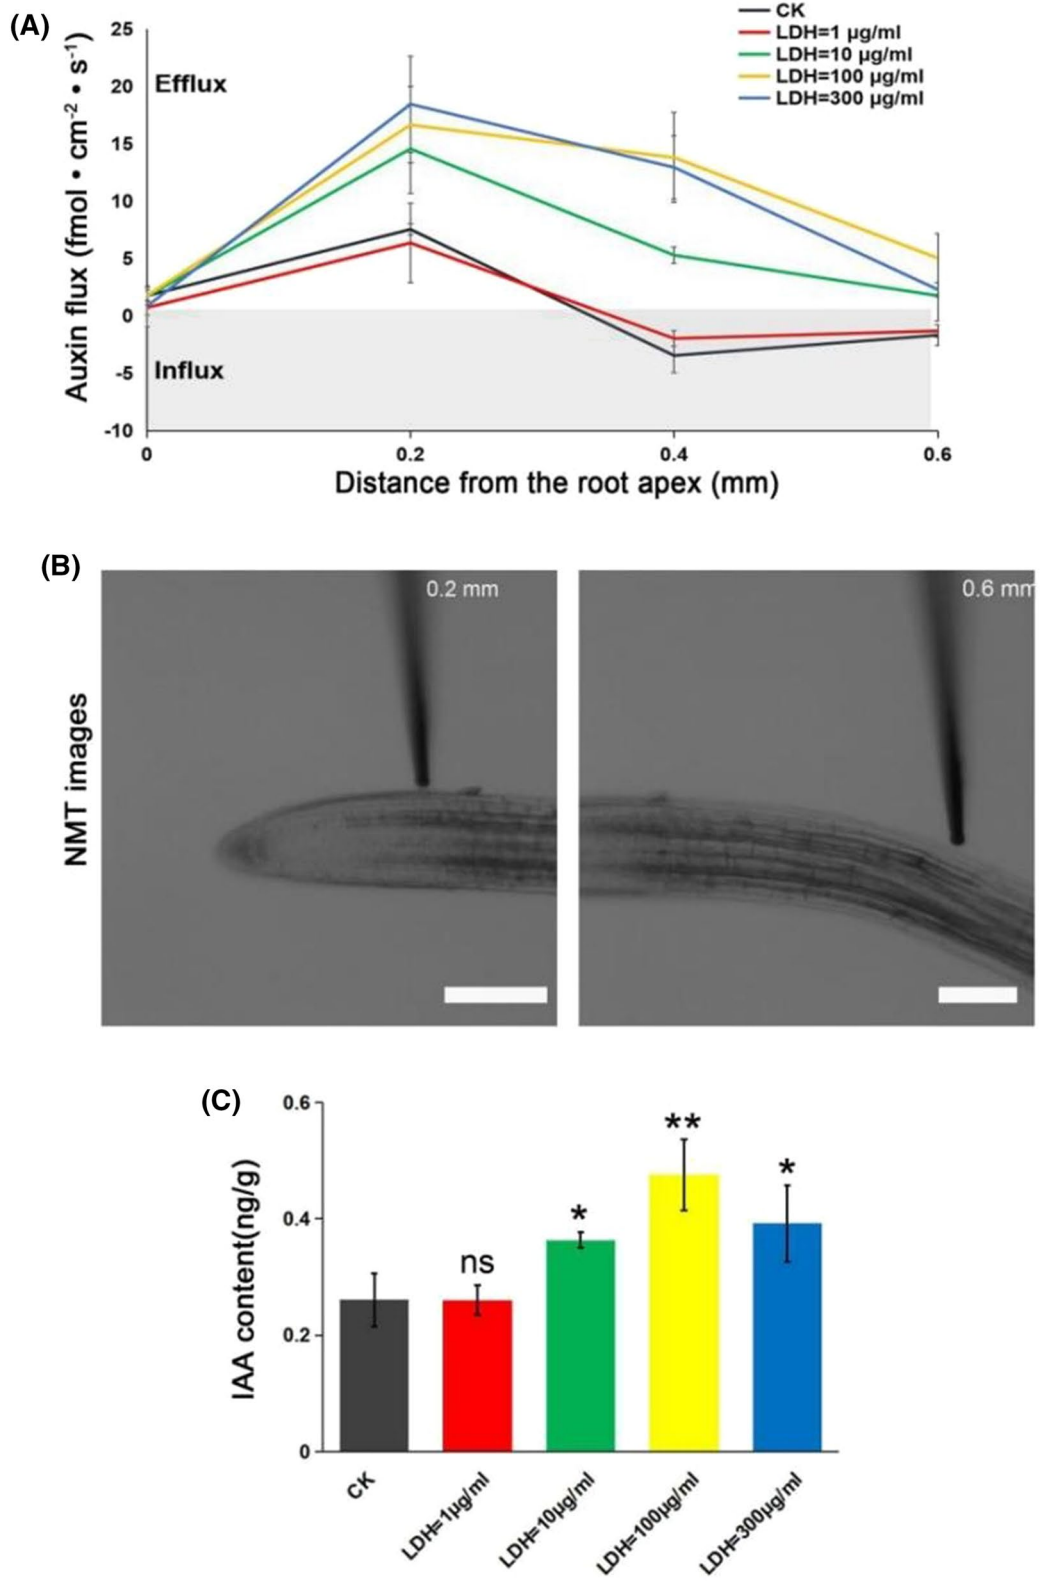 (A)
CK
LDH=1 µg/ml
LDH=10 µg/ml
LDH=100 µg/ml
LDH=300 µg/ml
Auxin flux (fmol • cm-2 • s-1)
25
20
15
10
5
0
-5
-10
Efflux
Influx
0 0.2 0.4 0.6
Distance from the root apex (mm)
(B)
NMT images
0.2 mm
0.6 mm
(C)
IAA content(ng/g)
0.6
0.4
0.2
0
ns
*
**
*
CK
LDH=1µg/ml
LDH=10µg/ml
LDH=100µg/ml
LDH=300µg/ml